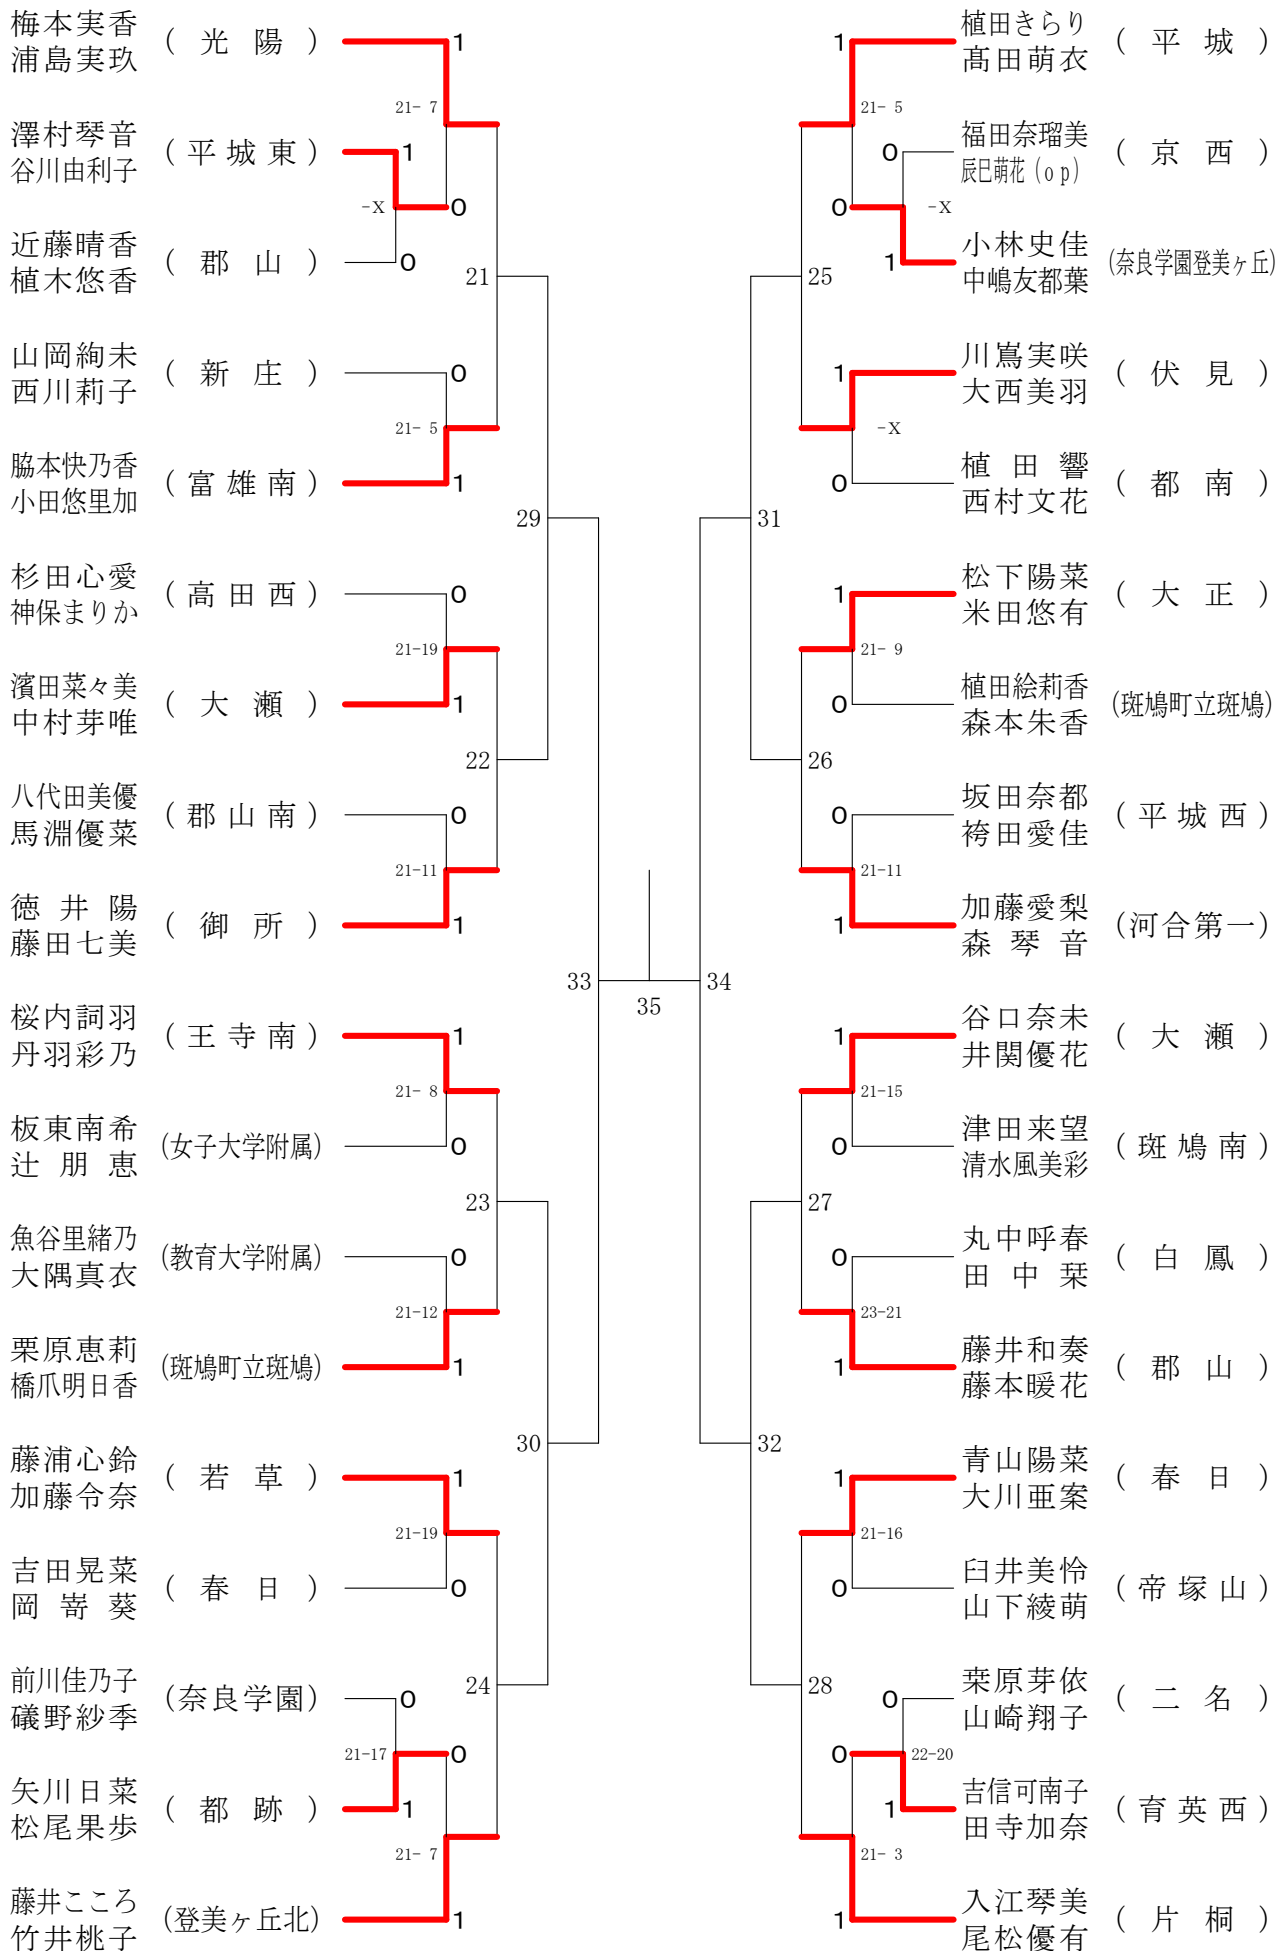 梅本実香
浦島実玖
( 光 陽 )
1
21- 7
澤村琴音
谷川由利子
( 平 城 東 )
1
-X
0
近藤晴香
植木悠香
( 郡 山 )
0
21
山岡絢未
西川莉子
( 新 庄 )
0
21- 5
脇本快乃香
小田悠里加
( 富 雄 南 )
1
29
杉田心愛
神保まりか
( 高 田 西 )
0
21-19
濱田菜々美
中村芽唯
( 大 瀬 )
1
22
八代田美優
馬淵優菜
( 郡 山 南 )
0
21-11
徳井陽
藤田七美
( 御 所 )
1
33
35
桜内詞羽
丹羽彩乃
( 王 寺 南 )
1
21- 8
板東南希
辻朋恵
(女子大学附属)
0
23
魚谷里緒乃
大隅真衣
(教育大学附属)
0
21-12
栗原恵莉
橋爪明日香
(斑鳩町立斑鳩)
1
30
藤浦心鈴
加藤令奈
( 若 草 )
1
21-19
吉田晃菜
岡嵜葵
( 春 日 )
0
24
前川佳乃子
礒野紗季
(奈良学園)
0
21-17
0
矢川日菜
松尾果歩
( 都 跡 )
1
21- 7
藤井こころ
竹井桃子
(登美ヶ丘北)
1
1
植田きらり
髙田萌衣
( 平 城 )
21- 5
0
福田奈瑠美
辰巳萌花(op)
( 京 西 )
0
-X
1
小林史佳
中嶋友都葉
(奈良学園登美ヶ丘)
25
1
川嶌実咲
大西美羽
( 伏 見 )
-X
0
植田響
西村文花
( 都 南 )
31
1
松下陽菜
米田悠有
( 大 正 )
21- 9
0
植田絵莉香
森本朱香
(斑鳩町立斑鳩)
26
0
坂田奈都
袴田愛佳
( 平 城 西 )
21-11
1
加藤愛梨
森琴音
(河合第一)
34
1
谷口奈未
井関優花
( 大 瀬 )
21-15
0
津田来望
清水風美彩
( 斑 鳩 南 )
27
0
丸中呼春
田中栞
( 白 鳳 )
23-21
1
藤井和奏
藤本暖花
( 郡 山 )
32
1
青山陽菜
大川亜案
( 春 日 )
21-16
0
臼井美怜
山下綾萌
( 帝 塚 山 )
28
0
桒原芽依
山崎翔子
( 二 名 )
0
22-20
1
吉信可南子
田寺加奈
( 育 英 西 )
21- 3
1
入江琴美
尾松優有
( 片 桐 )